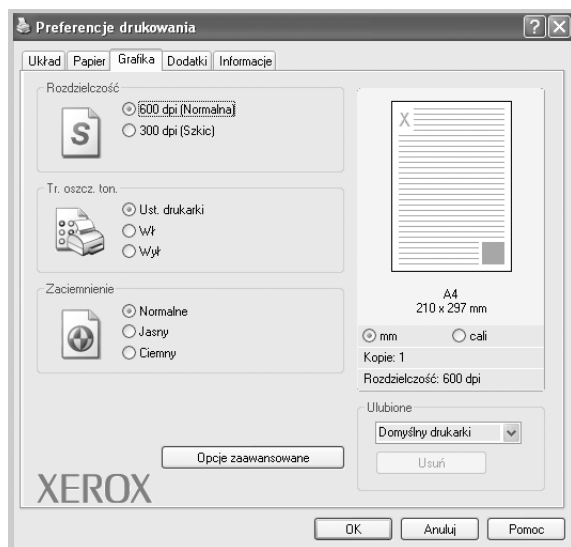 Preferencje drukowania
Układ Papier Grafika Dodatki Informacje
Rozdzielczość
S
600 dpi (Normalna)
300 dpi (Szkic)
Tr. oszcz. ton.
Ust. drukarki
Wł
Wył
Zaciemnienie
Normalne
Jasny
Ciemny
Opcje zaawansowane
XEROX
X
A4
210 x 297 mm
mm cali
Kopie: 1
Rozdzielczość: 600 dpi
Ulubione
Domyślny drukarki
Usuń
OK Anuluj Pomoc